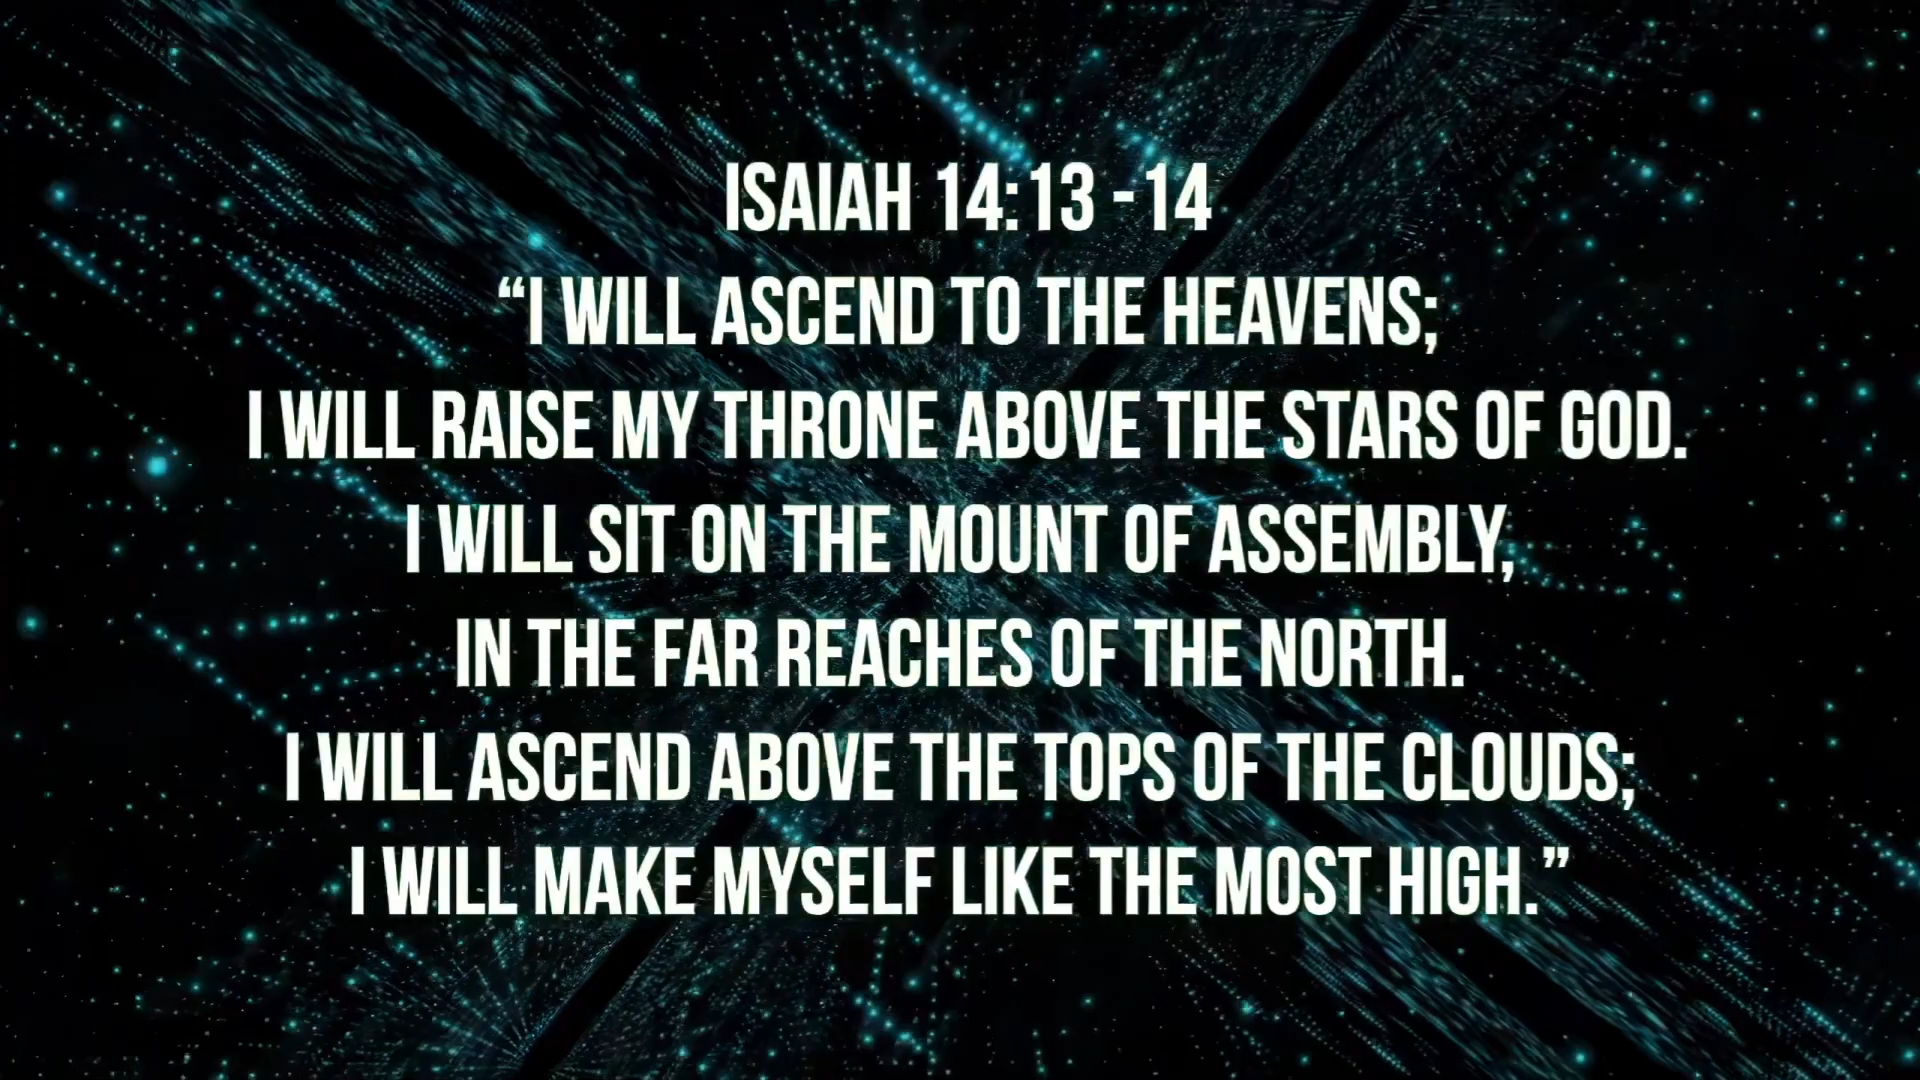 ISAIAH 14:13 -14
“I WILL ASCEND TO THE HEAVENS;
I WILL RAISE MY THRONE ABOVE THE STARS OF GOD.
I WILL SIT ON THE MOUNT OF ASSEMBLY,
IN THE FAR REACHES OF THE NORTH.
I WILL ASCEND ABOVE THE TOPS OF THE CLOUDS;
I WILL MAKE MYSELF LIKE THE MOST HIGH.”